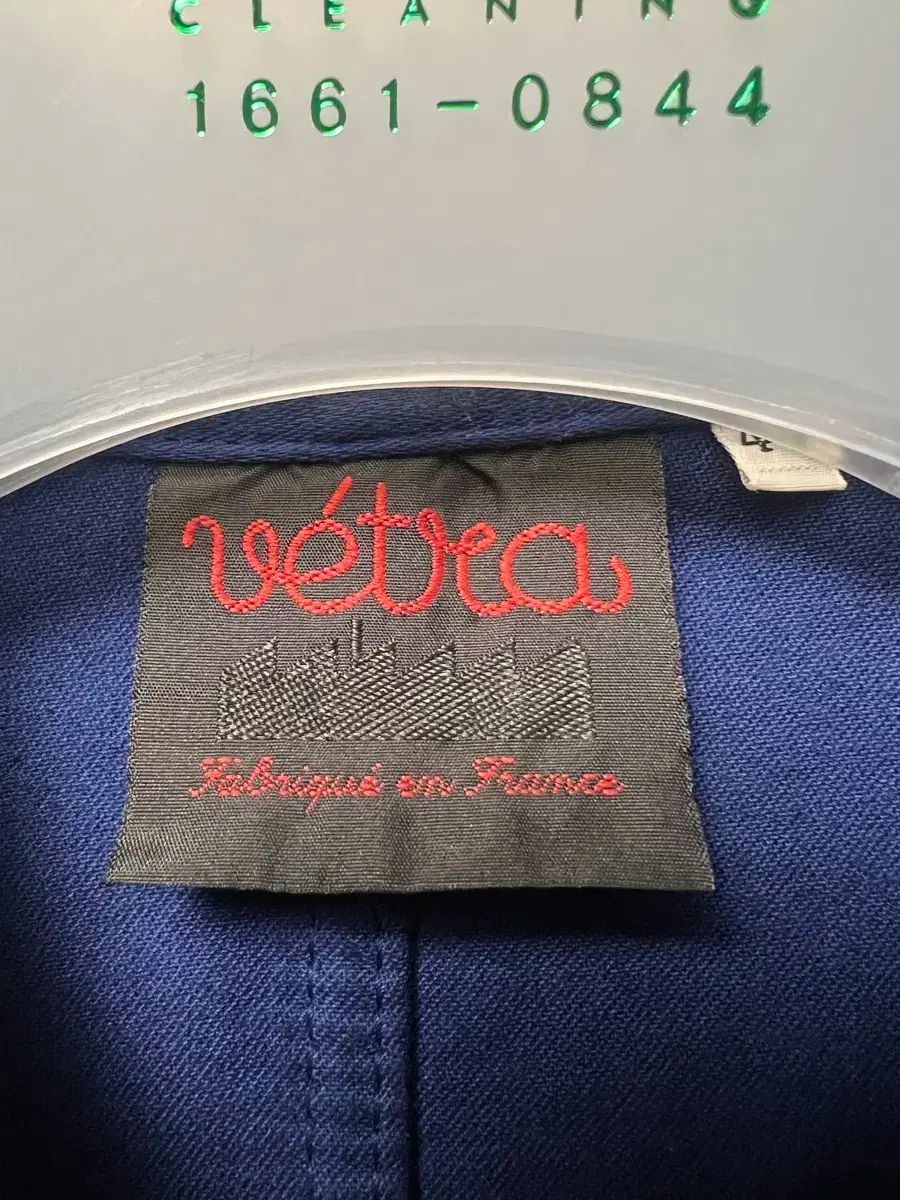 CLEANING
1661-0844
vétra
Fabriqué en France